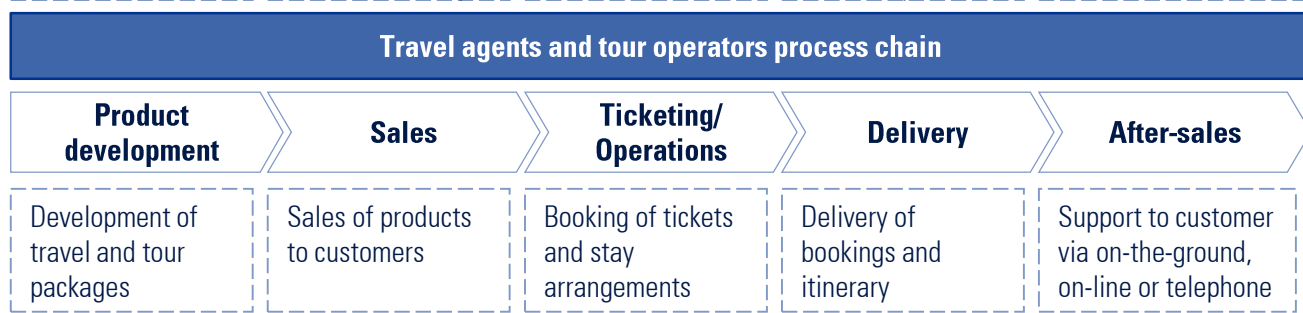 Travel agents and tour operators process chain
Product
development
Sales
Ticketing/
Operations
Delivery
After-sales
Development of
travel and tour
packages
Sales of products
to customers
Booking of tickets
and stay
arrangements
Delivery of
bookings and
itinerary
Support to customer
via on-the-ground,
on-line or telephone